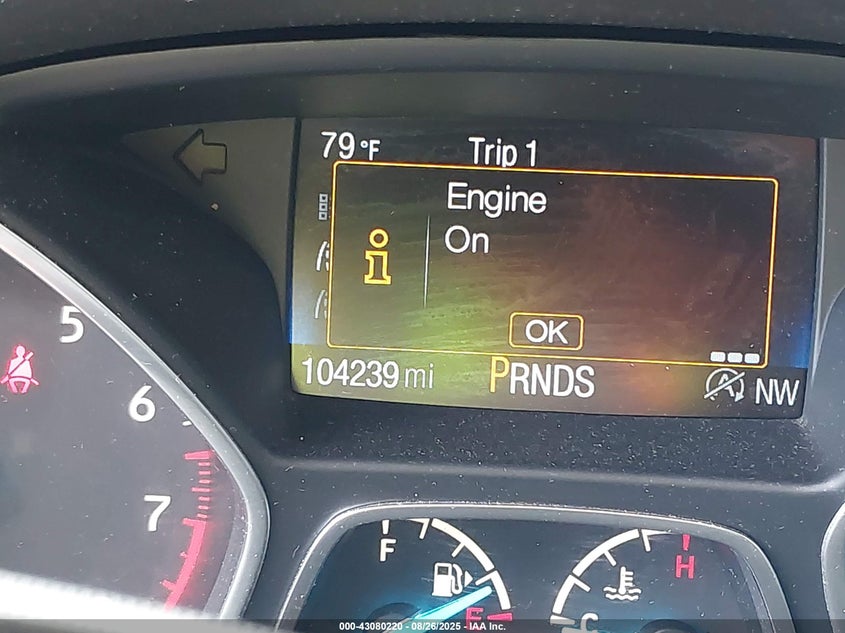 79 °F
Trip 1
Engine
On
i
OK
104239 mi
PRNDS
A
NW
5
6
7
F
E
H
C
000-43080220 - 08/26/2025 - IAA Inc.